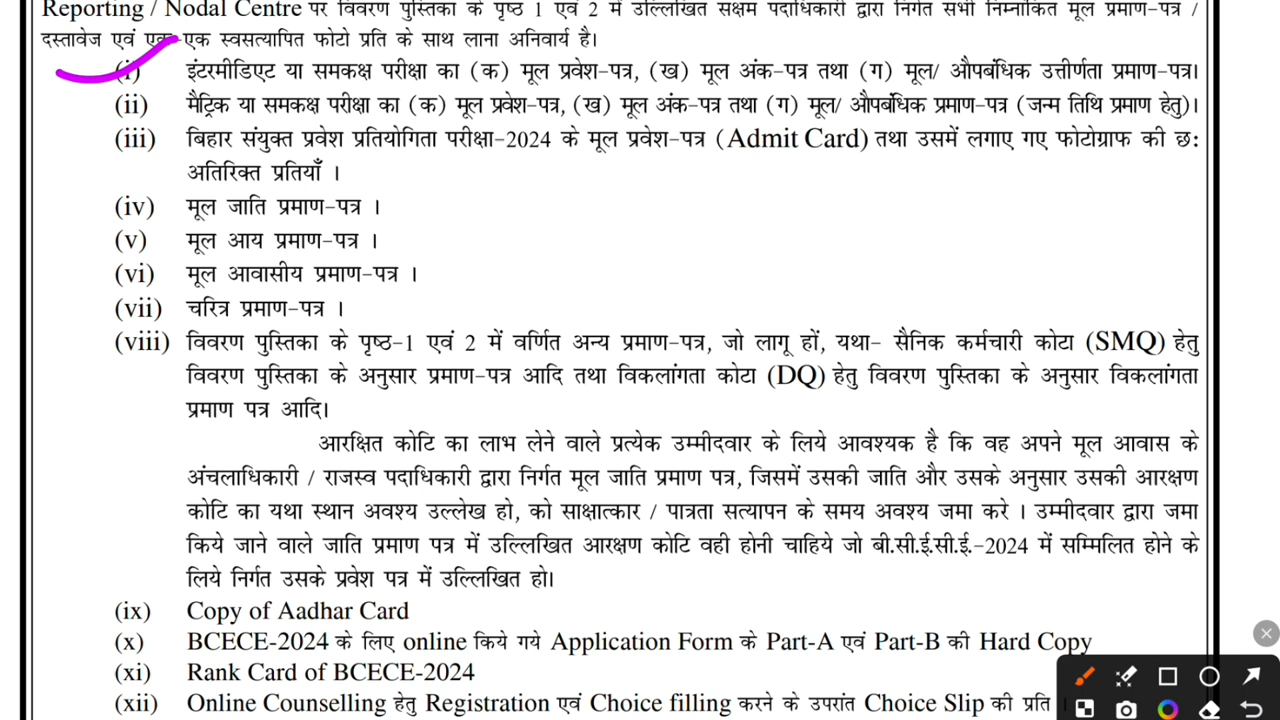 Reporting / Nodal Centre पर विवरण पुस्तिका के पृष्ठ 1 एवं 2 में उल्लिखित सक्षम पदाधिकारी द्वारा निर्गत सभी निम्नांकित मूल प्रमाण-पत्र /
दस्तावेज एवं एक-एक स्वसत्यापित फोटो प्रति के साथ लाना अनिवार्य है।
(i) इंटरमीडिएट या समकक्ष परीक्षा का (क) मूल प्रवेश-पत्र, (ख) मूल अंक-पत्र तथा (ग) मूल/ औपबंधिक उत्तीर्णता प्रमाण-पत्र।
(ii) मैट्रिक या समकक्ष परीक्षा का (क) मूल प्रवेश-पत्र, (ख) मूल अंक-पत्र तथा (ग) मूल/ औपबंधिक प्रमाण-पत्र (जन्म तिथि प्रमाण हेतु)।
(iii) बिहार संयुक्त प्रवेश प्रतियोगिता परीक्षा-2024 के मूल प्रवेश-पत्र (Admit Card) तथा उसमें लगाए गए फोटोग्राफ की छः
अतिरिक्त प्रतियाँ ।
(iv) मूल जाति प्रमाण-पत्र ।
(v) मूल आय प्रमाण-पत्र ।
(vi) मूल आवासीय प्रमाण-पत्र ।
(vii) चरित्र प्रमाण-पत्र ।
(viii) विवरण पुस्तिका के पृष्ठ-1 एवं 2 में वर्णित अन्य प्रमाण-पत्र, जो लागू हों, यथा- सैनिक कर्मचारी कोटा (SMQ) हेतु
विवरण पुस्तिका के अनुसार प्रमाण-पत्र आदि तथा विकलांगता कोटा (DQ) हेतु विवरण पुस्तिका के अनुसार विकलांगता
प्रमाण पत्र आदि।
आरक्षित कोटि का लाभ लेने वाले प्रत्येक उम्मीदवार के लिये आवश्यक है कि वह अपने मूल आवास के
अंचलाधिकारी / राजस्व पदाधिकारी द्वारा निर्गत मूल जाति प्रमाण पत्र, जिसमें उसकी जाति और उसके अनुसार उसकी आरक्षण
कोटि का यथा स्थान अवश्य उल्लेख हो, को साक्षात्कार / पात्रता सत्यापन के समय अवश्य जमा करे । उम्मीदवार द्वारा जमा
किये जाने वाले जाति प्रमाण पत्र में उल्लिखित आरक्षण कोटि वही होनी चाहिये जो बी.सी.ई.सी.ई.-2024 में सम्मिलित होने के
लिये निर्गत उसके प्रवेश पत्र में उल्लिखित हो।
(ix) Copy of Aadhar Card
(x) BCECE-2024 के लिए online किये गये Application Form के Part-A एवं Part-B की Hard Copy
(xi) Rank Card of BCECE-2024
(xii) Online Counselling हेतु Registration एवं Choice filling करने के उपरांत Choice Slip की प्रति ।